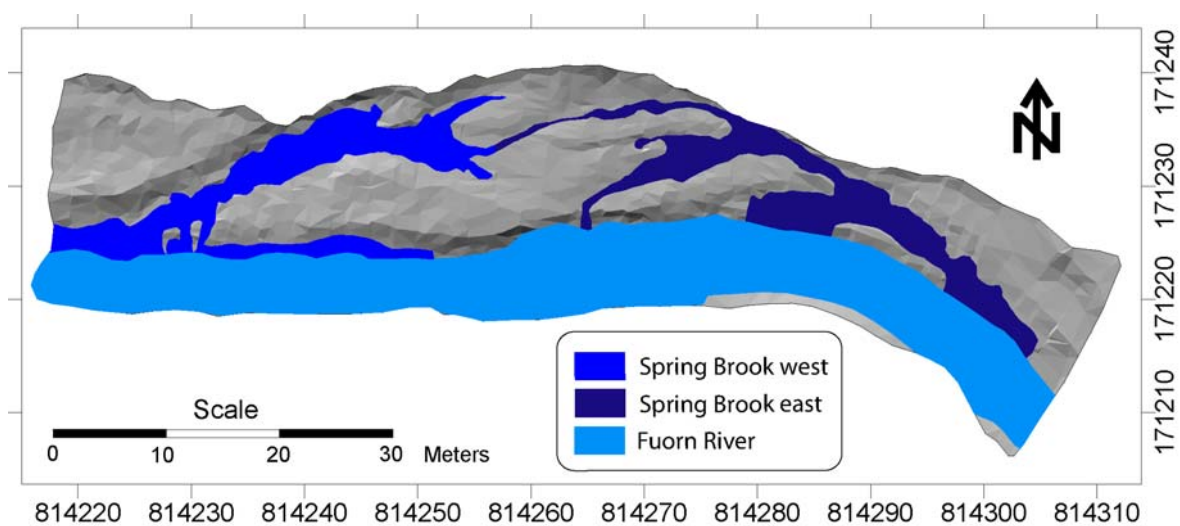 171240
171230
171220
171210
N
Spring Brook west
Spring Brook east
Fuorn River
Scale
0 10 20 30 Meters
814220 814230 814240 814250 814260 814270 814280 814290 814300 814310